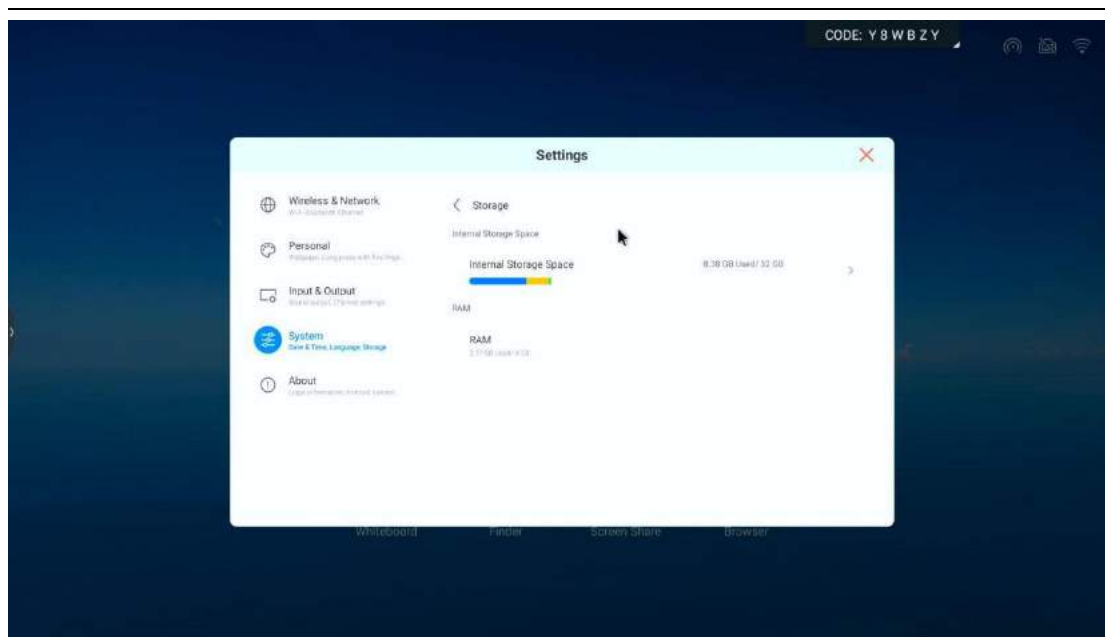 CODE: Y 8 W B Z Y
Settings
Wireless & Network
Storage
Internal Storage Space
Personal
Internal Storage Space
8.38 GB Used/ 32 GB
Input & Output
RAM
System
Date & Time, Language, Storage
RAM
About
Whiteboard
Finder
Screen Share
Browser